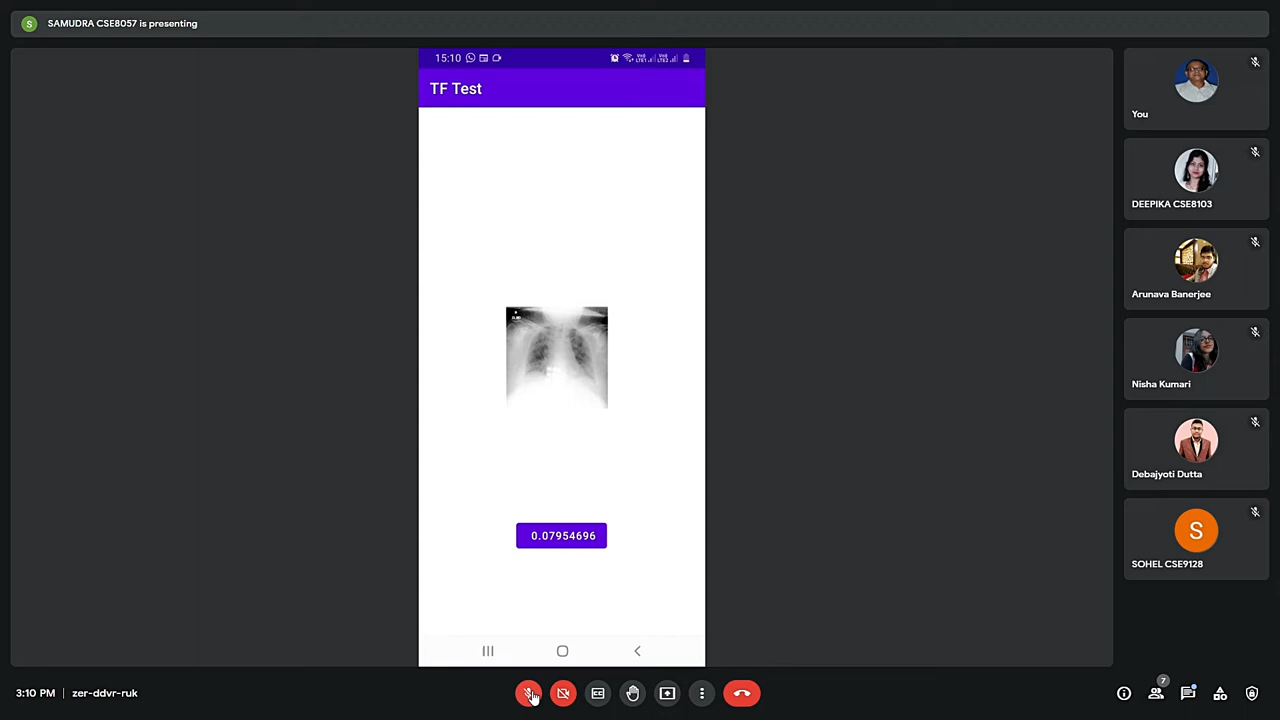 S SAMUDRA CSE8057 is presenting
15:10
TF Test
0.07954696
You
DEEPIKA CSE8103
Arunava Banerjee
Nisha Kumari
Debajyoti Dutta
S
SOHEL CSE9128
3:10 PM | zer-ddvr-ruk
7